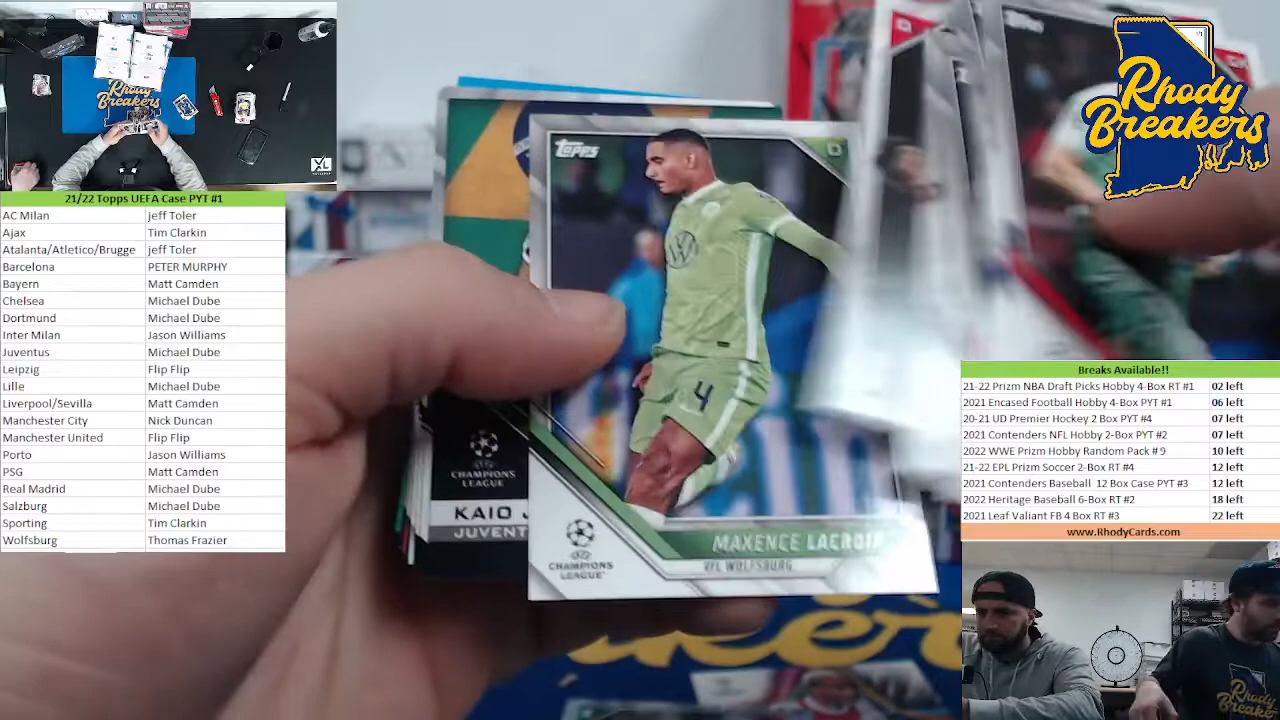 Rhody
Breakers
XL
21/22 Topps UEFA Case PYT #1
AC Milan jeff Toler
Ajax Tim Clarkin
Atalanta/Atletico/Brugge jeff Toler
Barcelona PETER MURPHY
Bayern Matt Camden
Chelsea Michael Dube
Dortmund Michael Dube
Inter Milan Jason Williams
Juventus Michael Dube
Leipzig Flip Flip
Lille Michael Dube
Liverpool/Sevilla Matt Camden
Manchester City Nick Duncan
Manchester United Flip Flip
Porto Jason Williams
PSG Matt Camden
Real Madrid Michael Dube
Salzburg Michael Dube
Sporting Tim Clarkin
Wolfsburg Thomas Frazier
Topps
4
MAXENCE LACROIX
VFL WOLFSBURG
CHAMPIONS
LEAGUE
CHAMPIONS
LEAGUE
KAIO J
JUVENT
Rhody
Breakers
Breaks Available!!
21-22 Prizm NBA Draft Picks Hobby 4-Box RT #1 02 left
2021 Encased Football Hobby 4-Box PYT #1 06 left
20-21 UD Premier Hockey 2 Box PYT #4 07 left
2021 Contenders NFL Hobby 2-Box PYT #2 07 left
2022 WWE Prizm Hobby Random Pack # 9 10 left
21-22 EPL Prizm Soccer 2-Box RT #4 12 left
2021 Contenders Baseball 12 Box Case PYT #3 12 left
2022 Heritage Baseball 6-Box RT #2 18 left
2021 Leaf Valiant FB 4 Box RT #3 22 left
www.RhodyCards.com
Rhody
Breakers